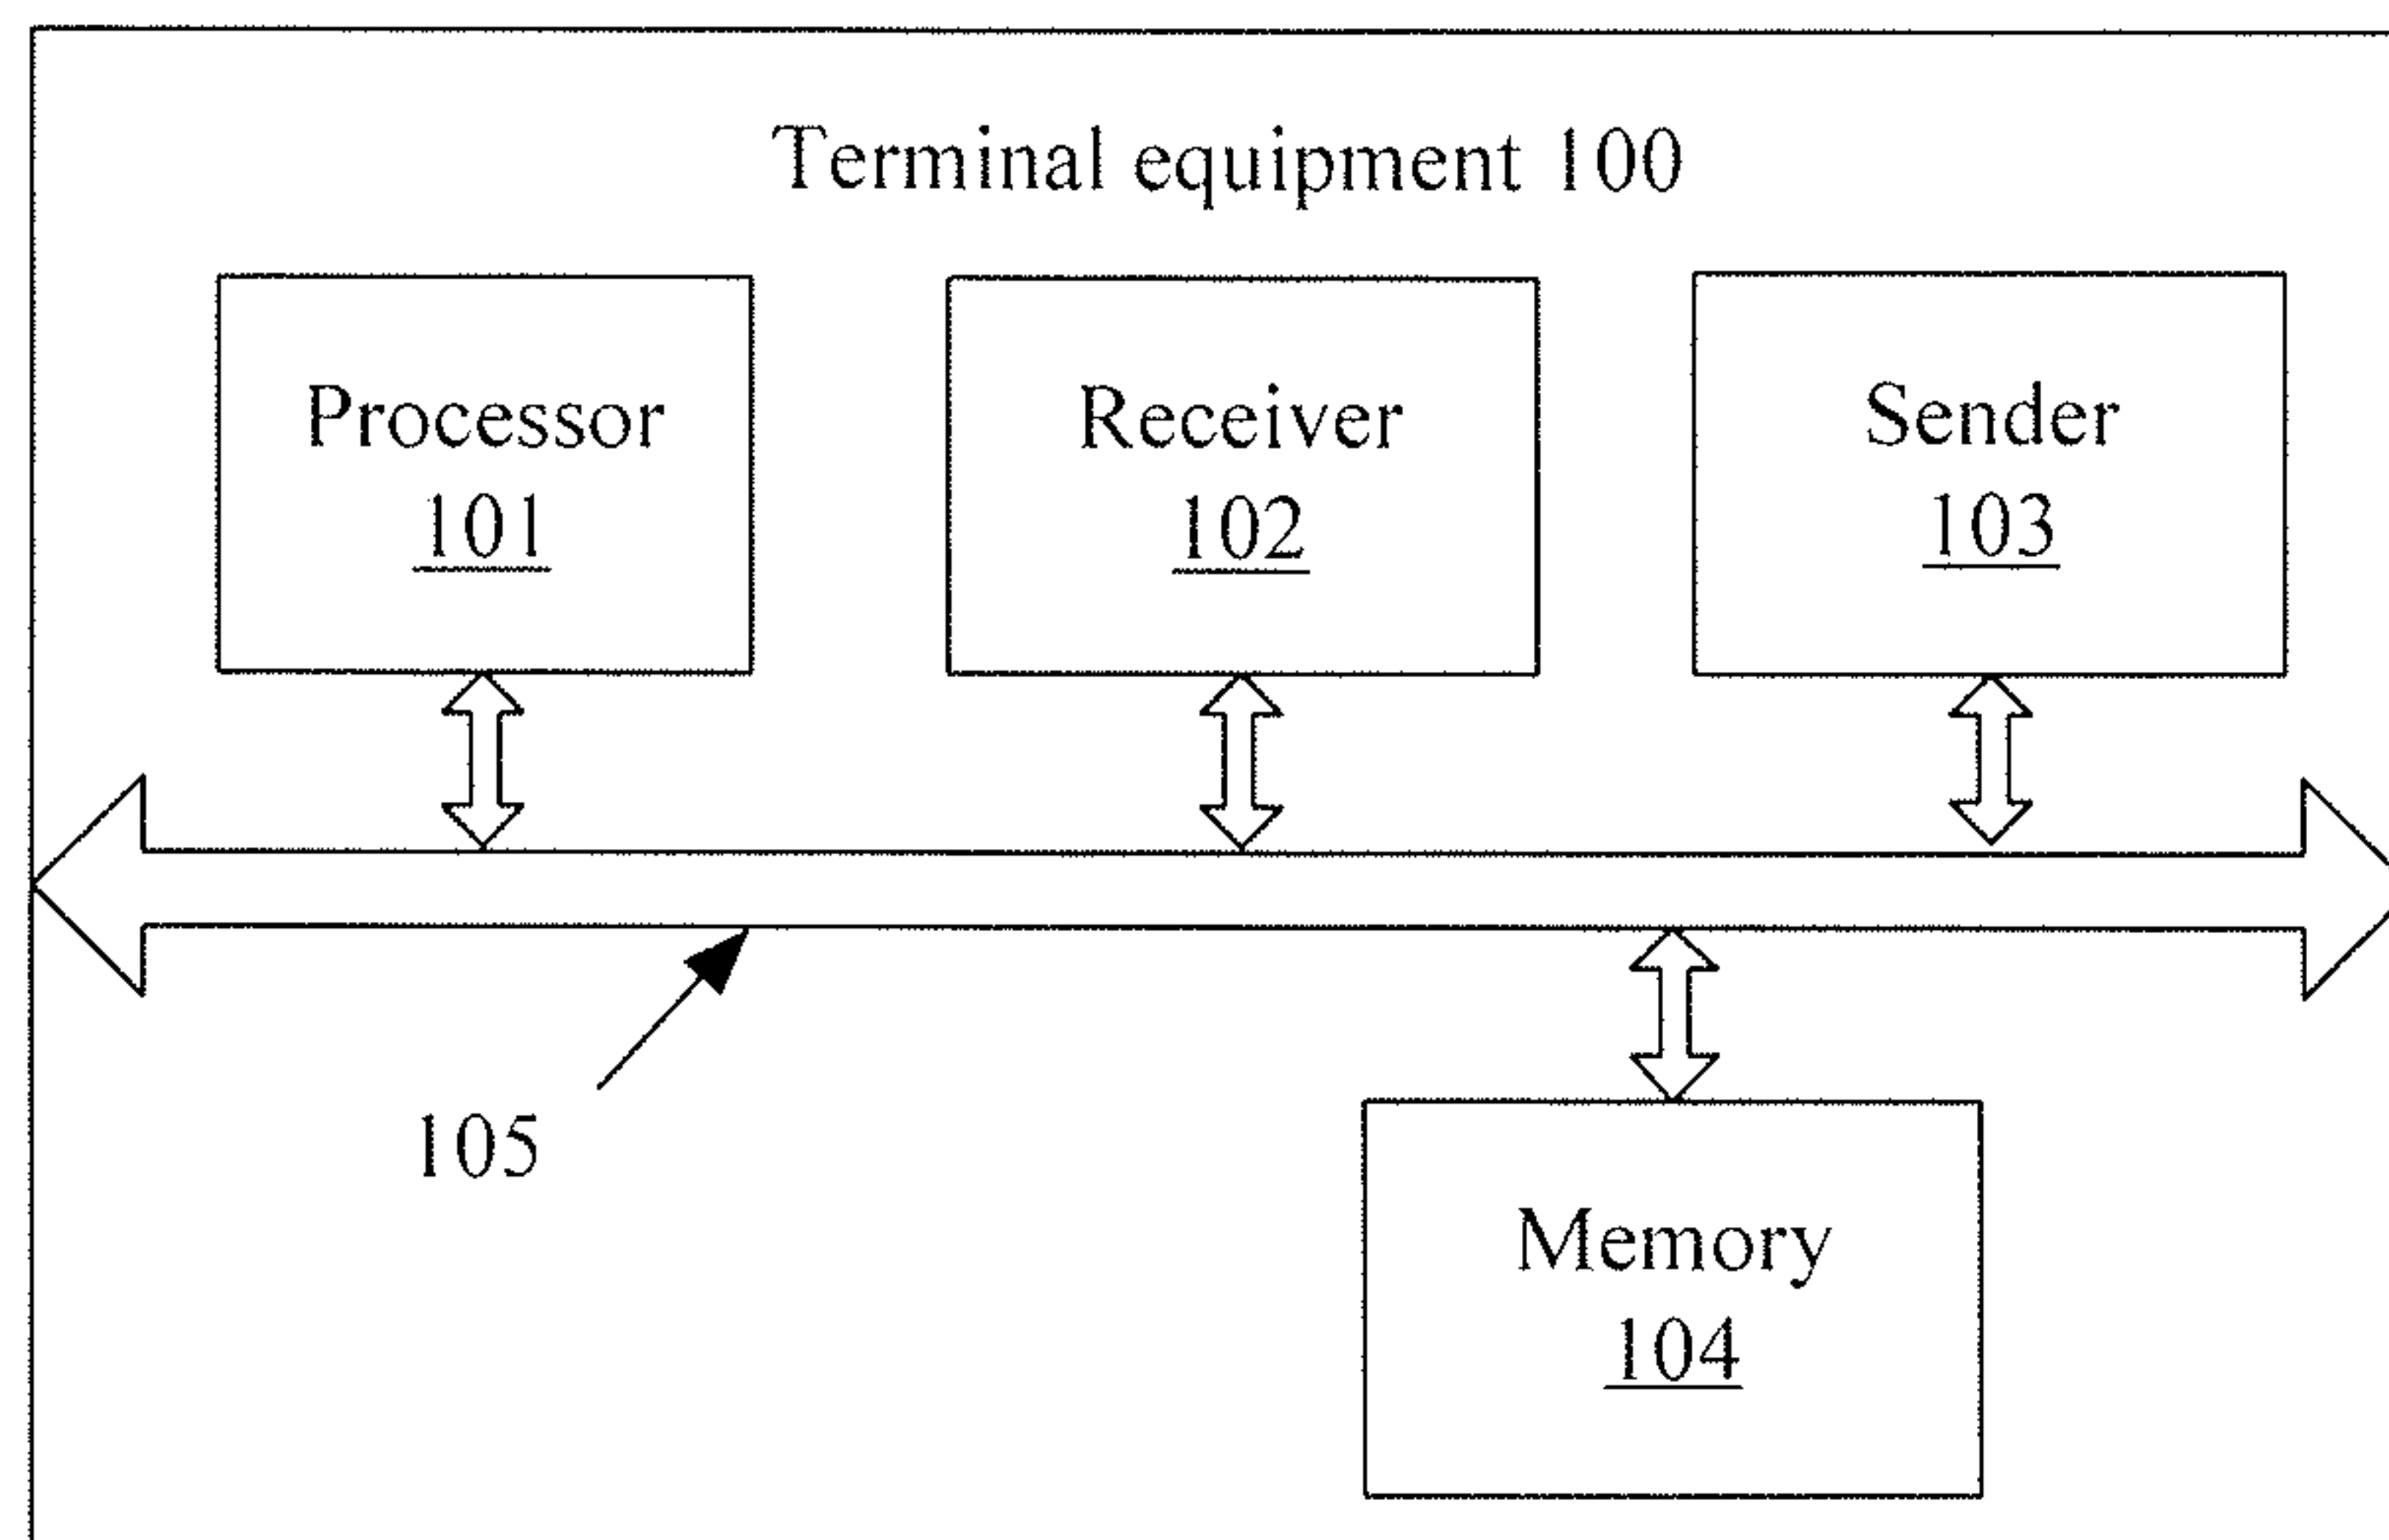 Terminal equipment 100
Processor
101
Receiver
102
Sender
103
105
Memory
104